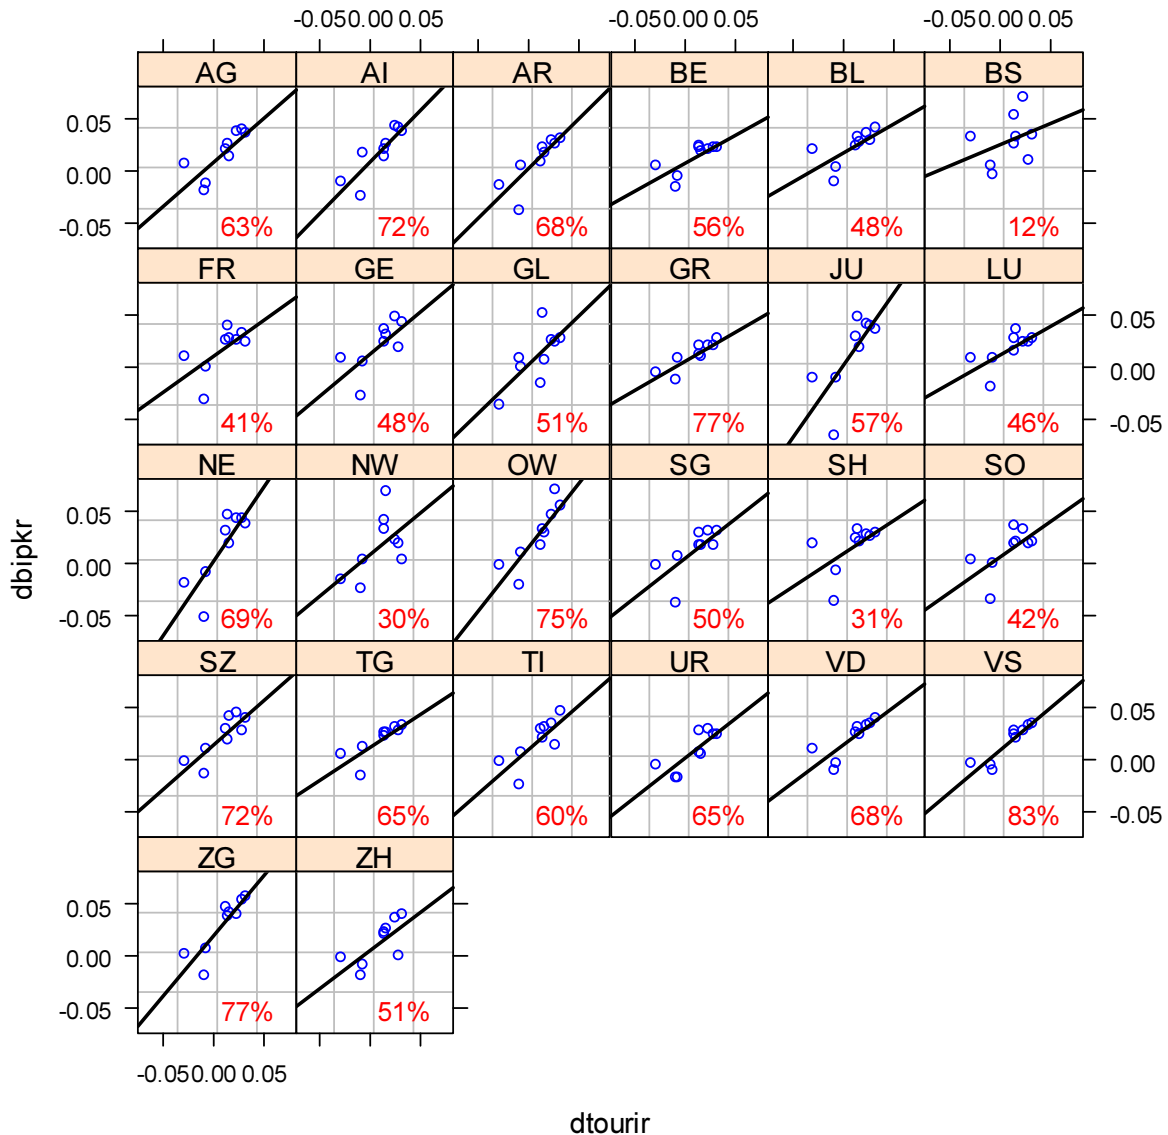 -0.05 0.00 0.05 -0.05 0.00 0.05 -0.05 0.00 0.05
AG AI AR BE BL BS
0.05
0.00
-0.05
63% 72% 68% 56% 48% 12%
FR GE GL GR JU LU
0.05
0.00
-0.05
41% 48% 51% 77% 57% 46%
NE NW OW SG SH SO
0.05
0.00
-0.05
69% 30% 75% 50% 31% 42%
dbipkr
SZ TG TI UR VD VS
0.05
0.00
-0.05
72% 65% 60% 65% 68% 83%
ZG ZH
0.05
0.00
-0.05
77% 51%
-0.05 0.00 0.05
dtourir